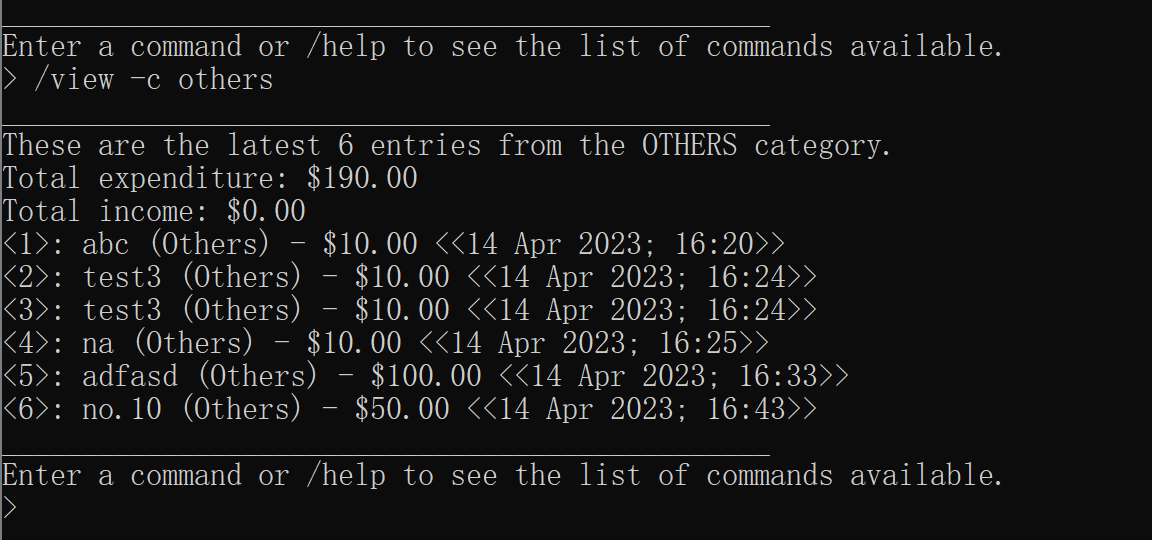 ____________________________________________________________
Enter a command or /help to see the list of commands available.
> /view -c others
____________________________________________________________
These are the latest 6 entries from the OTHERS category.
Total expenditure: $190.00
Total income: $0.00
<1>: abc (Others) - $10.00 <<14 Apr 2023; 16:20>>
<2>: test3 (Others) - $10.00 <<14 Apr 2023; 16:24>>
<3>: test3 (Others) - $10.00 <<14 Apr 2023; 16:24>>
<4>: na (Others) - $10.00 <<14 Apr 2023; 16:25>>
<5>: adfasd (Others) - $100.00 <<14 Apr 2023; 16:33>>
<6>: no.10 (Others) - $50.00 <<14 Apr 2023; 16:43>>
____________________________________________________________
Enter a command or /help to see the list of commands available.
>